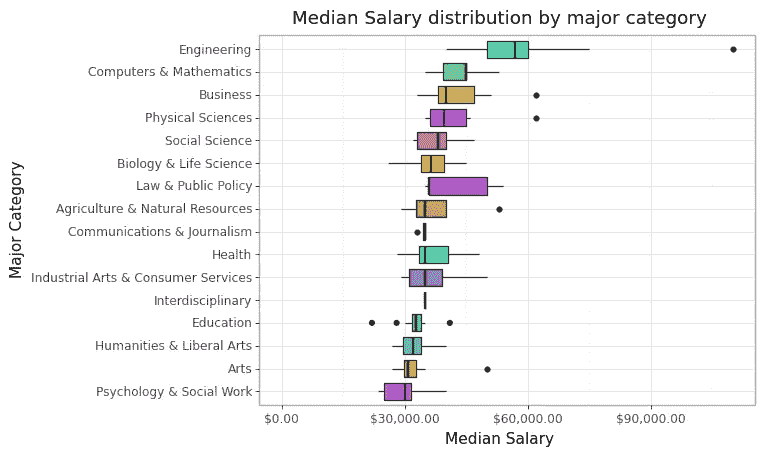 Median Salary distribution by major category
Major Category
Engineering
Computers & Mathematics
Business
Physical Sciences
Social Science
Biology & Life Science
Law & Public Policy
Agriculture & Natural Resources
Communications & Journalism
Health
Industrial Arts & Consumer Services
Interdisciplinary
Education
Humanities & Liberal Arts
Arts
Psychology & Social Work
$0.00 $30,000.00 $60,000.00 $90,000.00
Median Salary